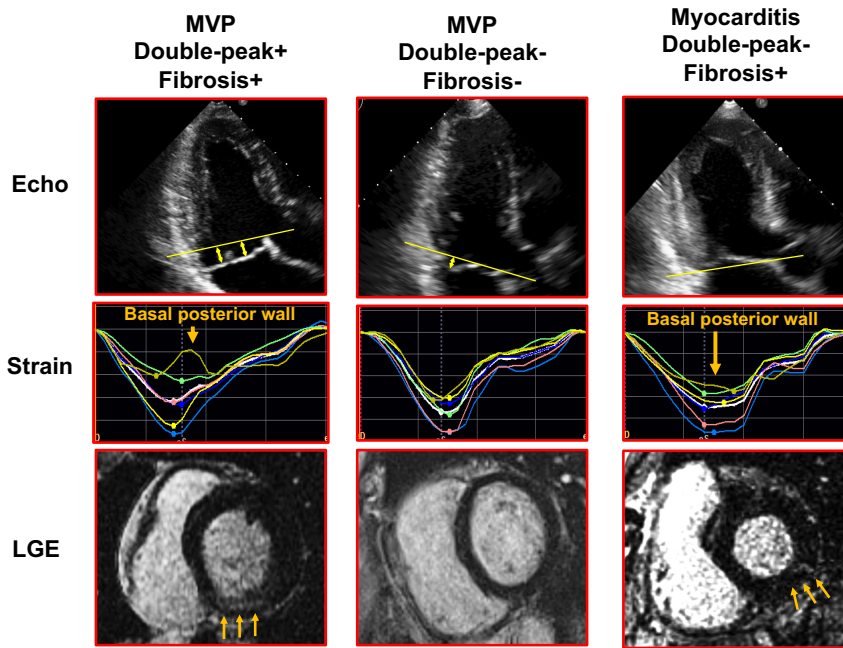 MVP
Double-peak+
Fibrosis+
MVP
Double-peak-
Fibrosis-
Myocarditis
Double-peak-
Fibrosis+
Echo
Strain
Basal posterior wall
Basal posterior wall
LGE